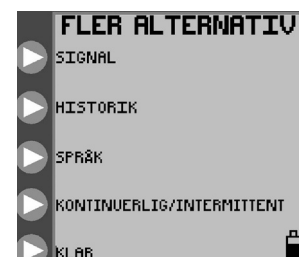 FLER ALTERNATIV
SIGNAL
HISTORIK
SPRÅK
KONTINUERLIG/INTERMITTENT
KLAR